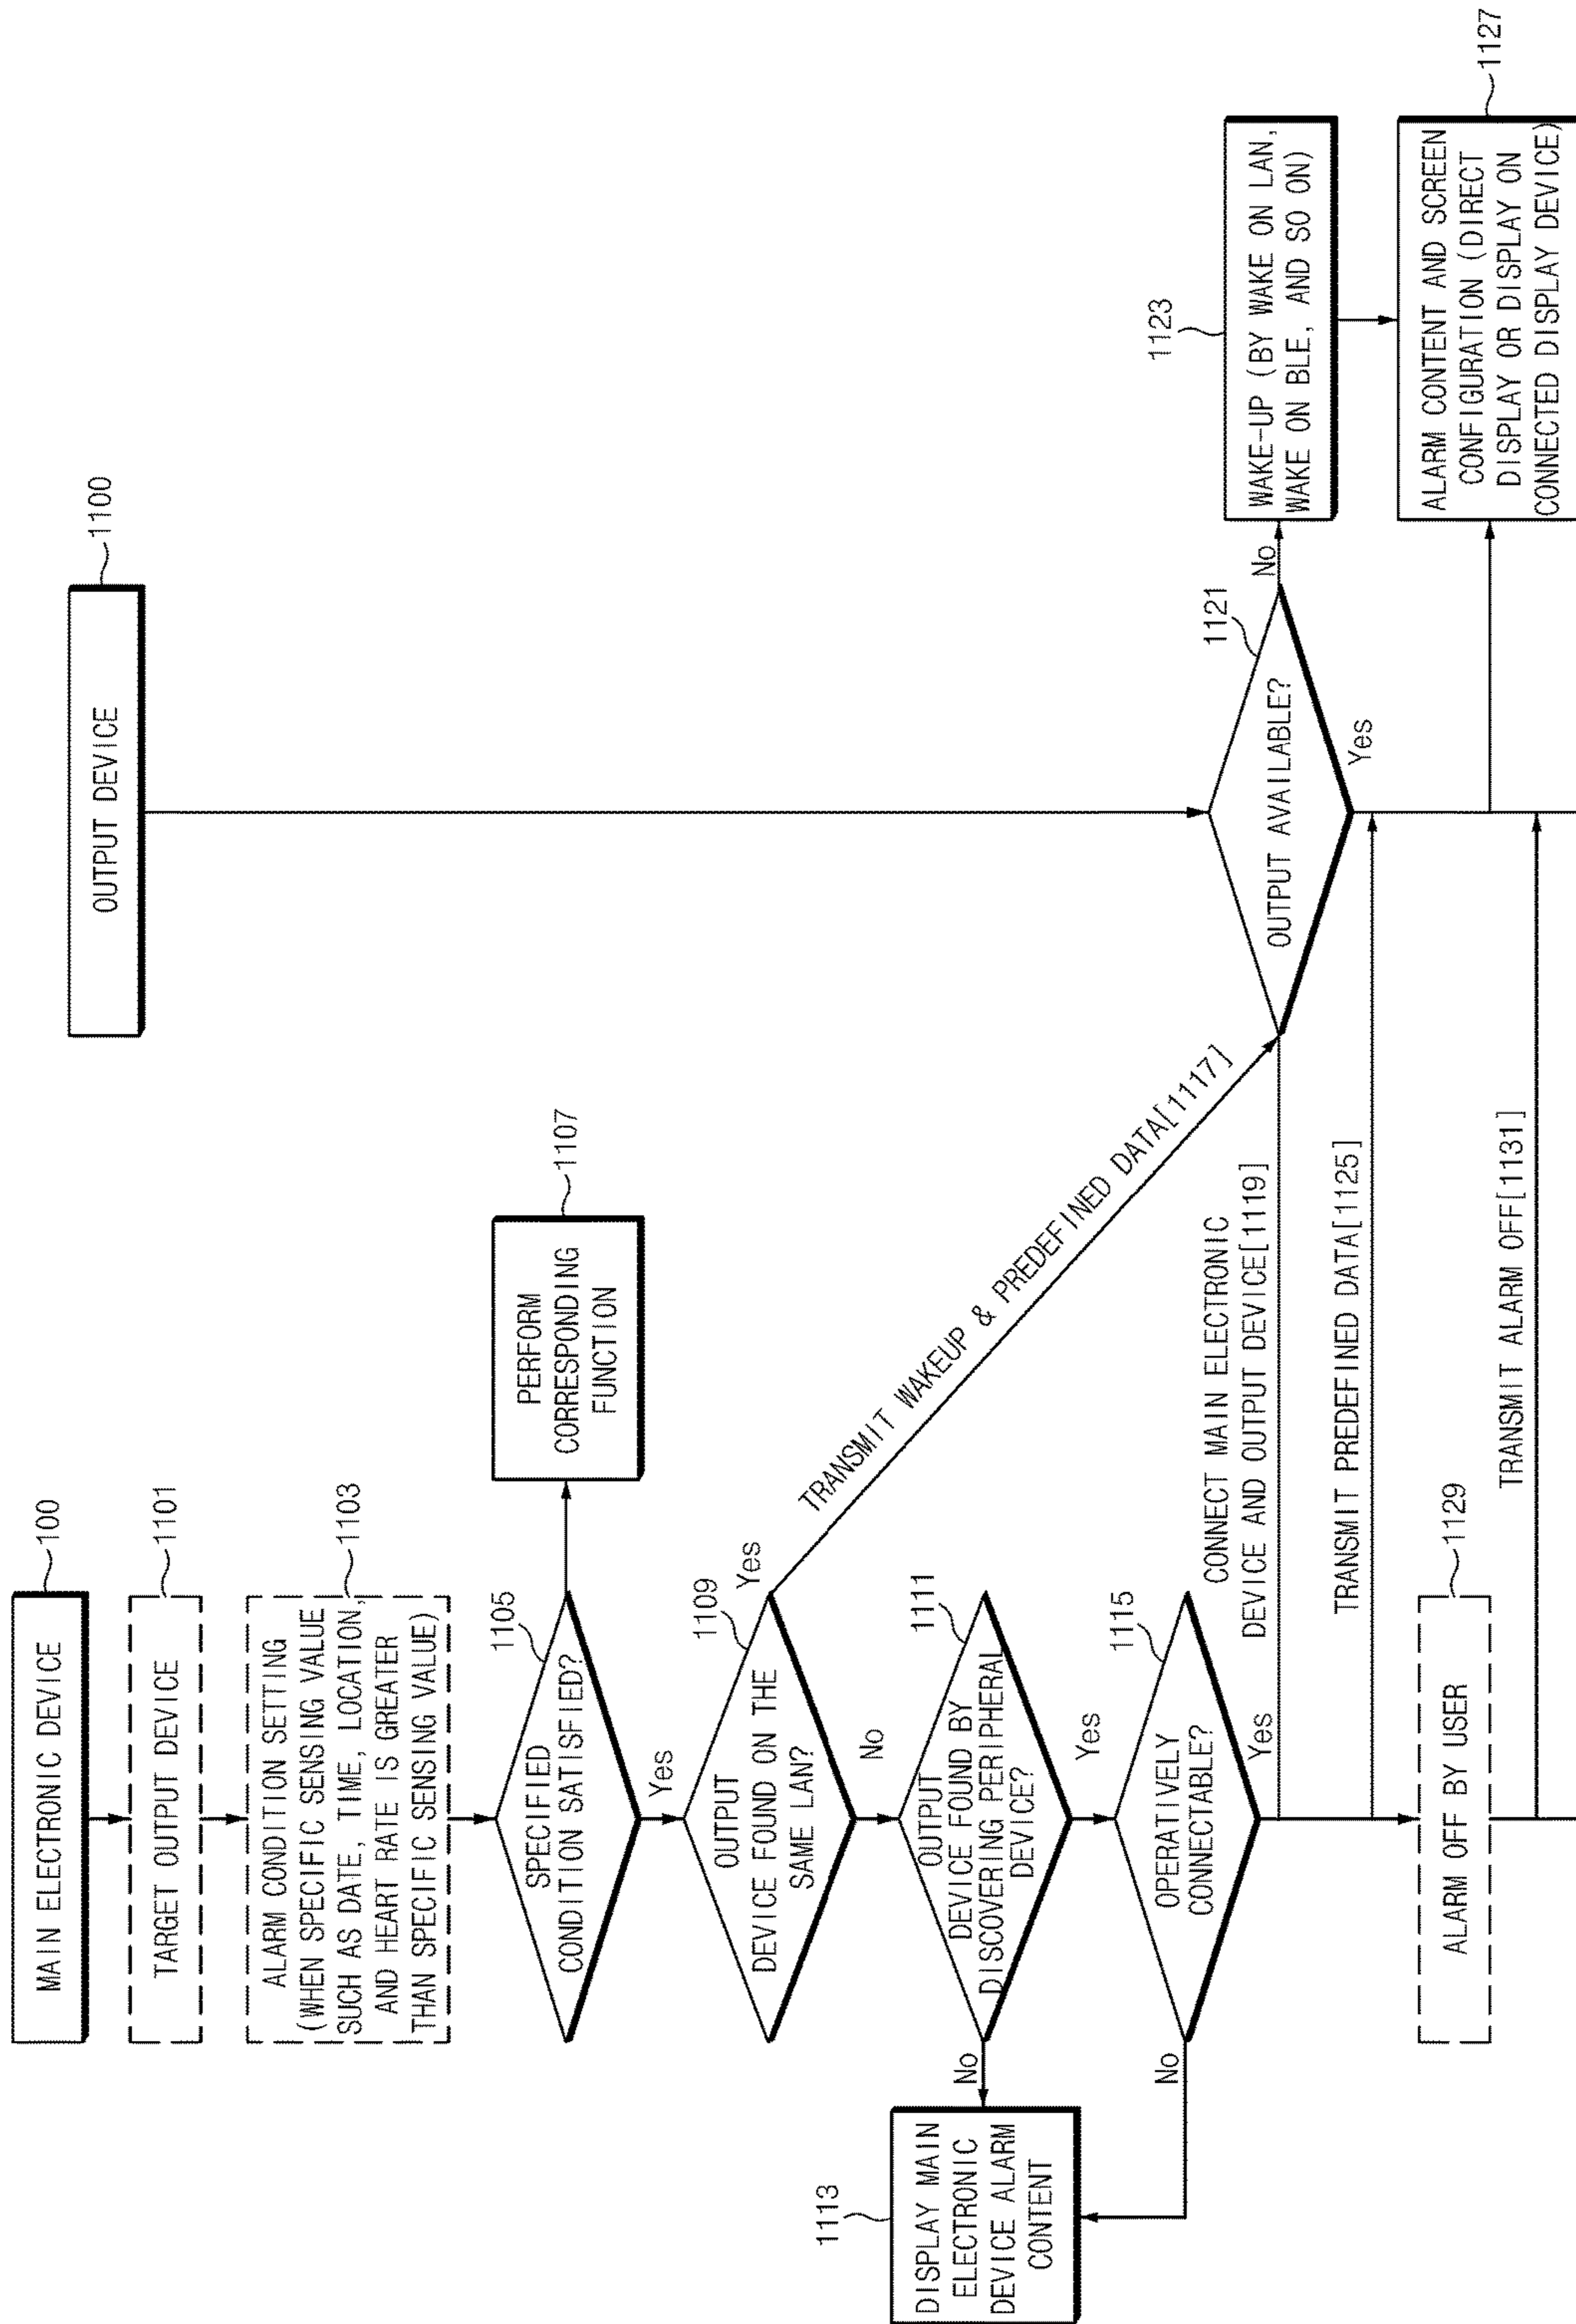 MAIN ELECTRONIC DEVICE
100
OUTPUT DEVICE
1100
TARGET OUTPUT DEVICE
1101
ALARM CONDITION SETTING
(WHEN SPECIFIC SENSING VALUE
SUCH AS DATE, TIME, LOCATION,
AND HEART RATE IS GREATER
THAN SPECIFIC SENSING VALUE)
1103
SPECIFIED
CONDITION SATISFIED?
1105
PERFORM
CORRESPONDING
FUNCTION
1107
Yes
OUTPUT
DEVICE FOUND ON THE
SAME LAN?
1109
Yes
TRANSMIT WAKEUP & PREDEFINED DATA[1117]
No
OUTPUT
DEVICE FOUND BY
DISCOVERING PERIPHERAL
DEVICE?
1111
No
DISPLAY MAIN
ELECTRONIC
DEVICE ALARM
CONTENT
1113
Yes
OPERATIVELY
CONNECTABLE?
1115
No
Yes
CONNECT MAIN ELECTRONIC
DEVICE AND OUTPUT DEVICE[1119]
OUTPUT AVAILABLE?
1121
No
WAKE-UP (BY WAKE ON LAN,
WAKE ON BLE, AND SO ON)
1123
Yes
TRANSMIT PREDEFINED DATA[1125]
ALARM CONTENT AND SCREEN
CONFIGURATION (DIRECT
DISPLAY OR DISPLAY ON
CONNECTED DISPLAY DEVICE)
1127
ALARM OFF BY USER
1129
TRANSMIT ALARM OFF[1131]